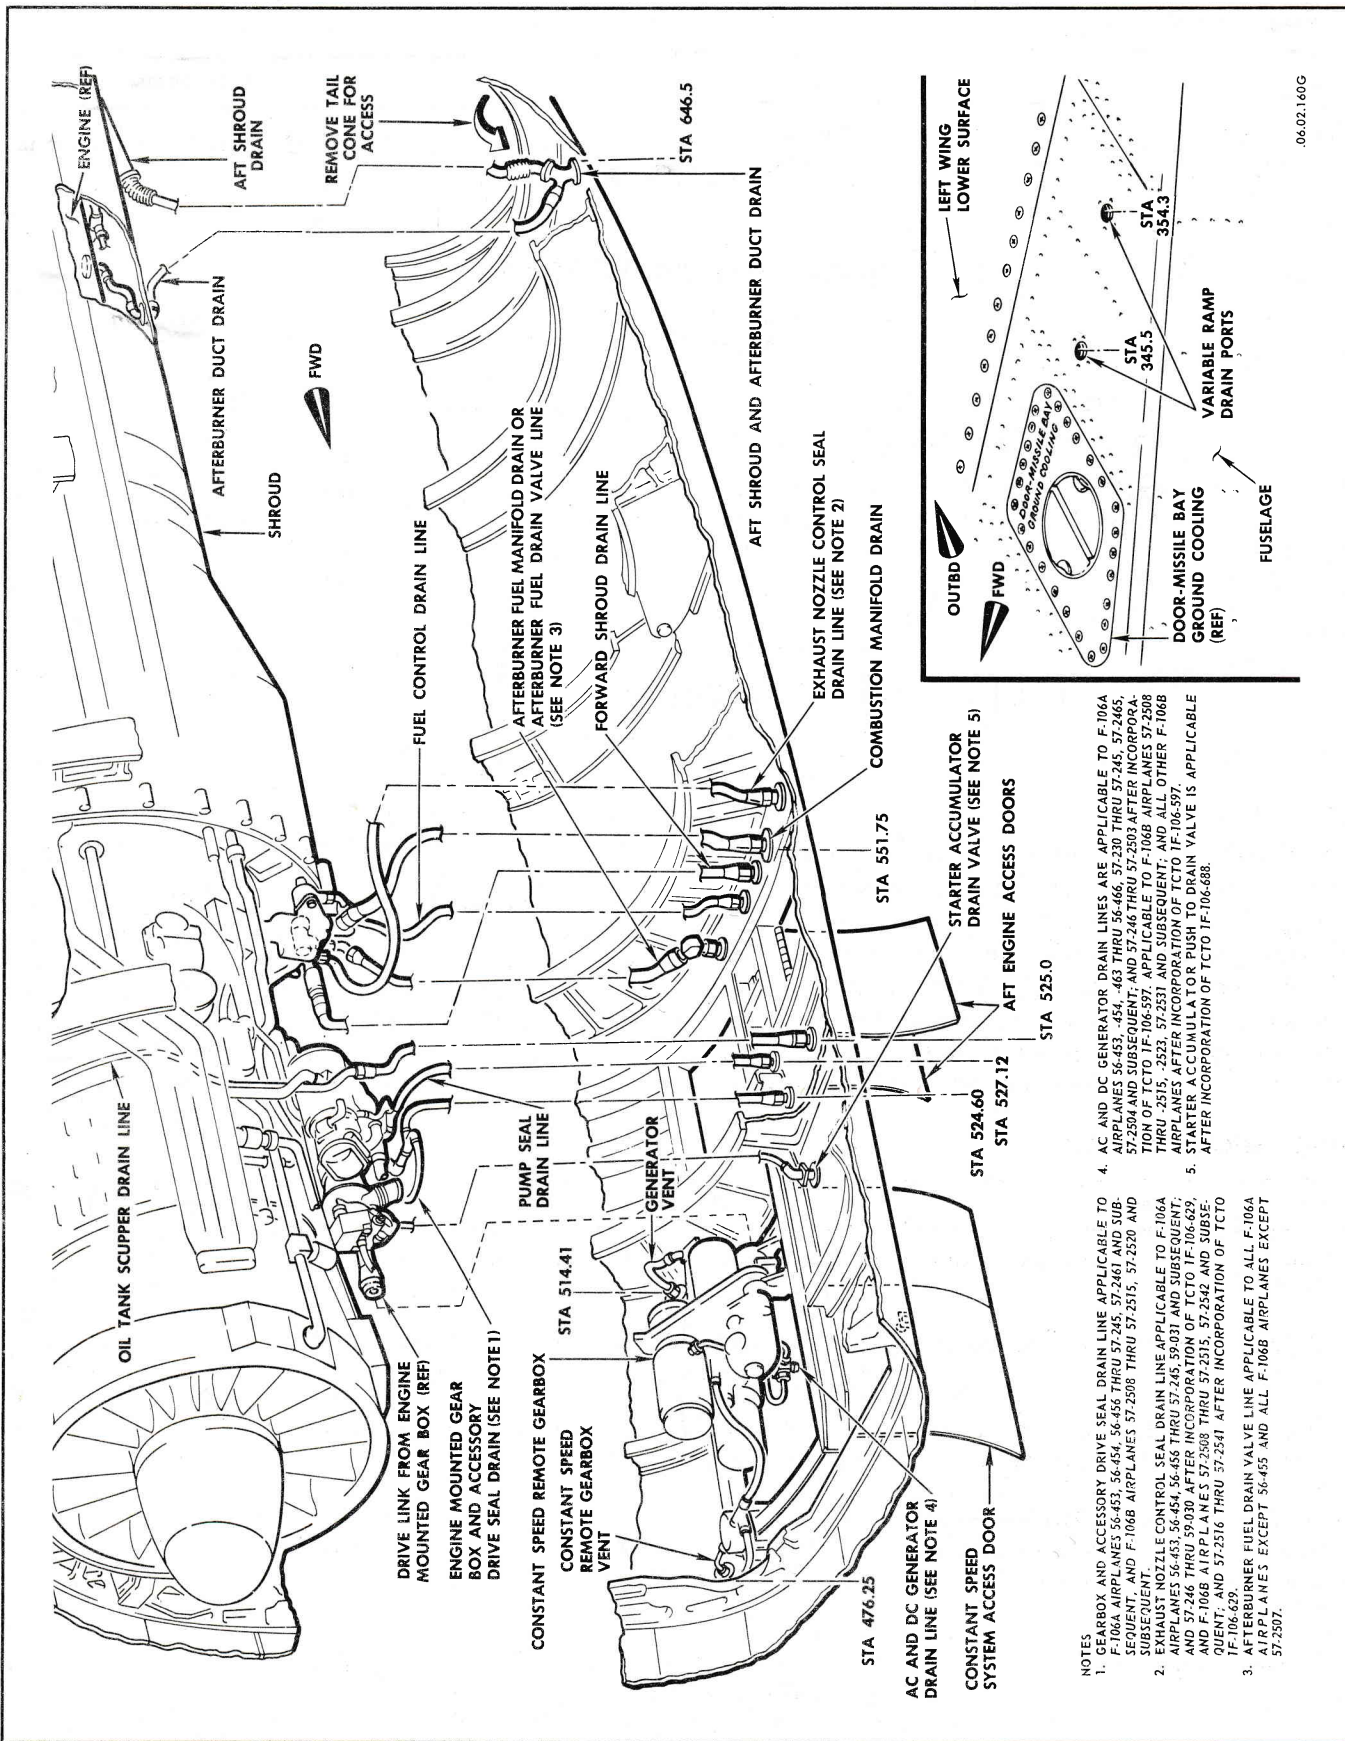 ENGINE (REF)
AFT SHROUD
DRAIN
REMOVE TAIL
CONE FOR
ACCESS
STA 646.5
AFTERBURNER DUCT DRAIN
SHROUD
FWD
AFT SHROUD AND AFTERBURNER DUCT DRAIN
FUEL CONTROL DRAIN LINE
AFTERBURNER FUEL MANIFOLD DRAIN OR
AFTERBURNER FUEL DRAIN VALVE LINE
(SEE NOTE 3)
FORWARD SHROUD DRAIN LINE
EXHAUST NOZZLE CONTROL SEAL
DRAIN LINE (SEE NOTE 2)
COMBUSTION MANIFOLD DRAIN
STA 551.75
STARTER ACCUMULATOR
DRAIN VALVE (SEE NOTE 5)
AFT ENGINE ACCESS DOORS
STA 525.0
STA 527.12
STA 524.60
OIL TANK SCUPPER DRAIN LINE
PUMP SEAL
DRAIN LINE
GENERATOR
VENT
STA 514.41
DRIVE LINK FROM ENGINE
MOUNTED GEAR BOX (REF)
ENGINE MOUNTED GEAR
BOX AND ACCESSORY
DRIVE SEAL DRAIN (SEE NOTE 1)
CONSTANT SPEED REMOTE GEARBOX
CONSTANT SPEED
REMOTE GEARBOX
VENT
STA 476.25
AC AND DC GENERATOR
DRAIN LINE (SEE NOTE 4)
CONSTANT SPEED
SYSTEM ACCESS DOOR
OUTBD
FWD
LEFT WING
LOWER SURFACE
DOOR-MISSILE BAY
GROUND COOLING
STA
345.5
STA
354.3
VARIABLE RAMP
DRAIN PORTS
DOOR-MISSILE BAY
GROUND COOLING
(REF)
FUSELAGE
NOTES
1. GEARBOX AND ACCESSORY DRIVE SEAL DRAIN LINE APPLICABLE TO
F-106A AIRPLANES 56-453, 56-454, 56-456 THRU 57-245, 57-2461 AND SUB-
SEQUENT, AND F-106B AIRPLANES 57-2508 THRU 57-2515, 57-2520 AND
SUBSEQUENT.
2. EXHAUST NOZZLE CONTROL SEAL DRAIN LINE APPLICABLE TO F-106A
AIRPLANES 56-453, 56-454, 56-456 THRU 57-245, 59-031 AND SUBSEQUENT;
AND 57-246 THRU 59-030 AFTER INCORPORATION OF TCTO 1F-106-629,
AND F-106B AIRPLANES 57-2508 THRU 57-2515, 57-2542 AND SUBSE-
QUENT; AND 57-2516 THRU 57-2541 AFTER INCORPORATION OF TCTO
1F-106-629.
3. AFTERBURNER FUEL DRAIN VALVE LINE APPLICABLE TO ALL F-106A
AIRPLANES EXCEPT 56-455 AND ALL F-106B AIRPLANES EXCEPT
57-2507.
4. AC AND DC GENERATOR DRAIN LINES ARE APPLICABLE TO F-106A
AIRPLANES 56-453, -454, -463 THRU 56-466, 57-230 THRU 57-245, 57-2465,
57-2504 AND SUBSEQUENT; AND 57-246 THRU 57-2503 AFTER INCORPORA-
TION OF TCTO 1F-106-597. APPLICABLE TO F-106B AIRPLANES 57-2508
THRU -2515, -2523, 57-2531 AND SUBSEQUENT; AND ALL OTHER F-106B
AIRPLANES AFTER INCORPORATION OF TCTO 1F-106-597.
5. STARTER ACCUMULATOR PUSH TO DRAIN VALVE IS APPLICABLE
AFTER INCORPORATION OF TCTO 1F-106-688.
.06.02.160G